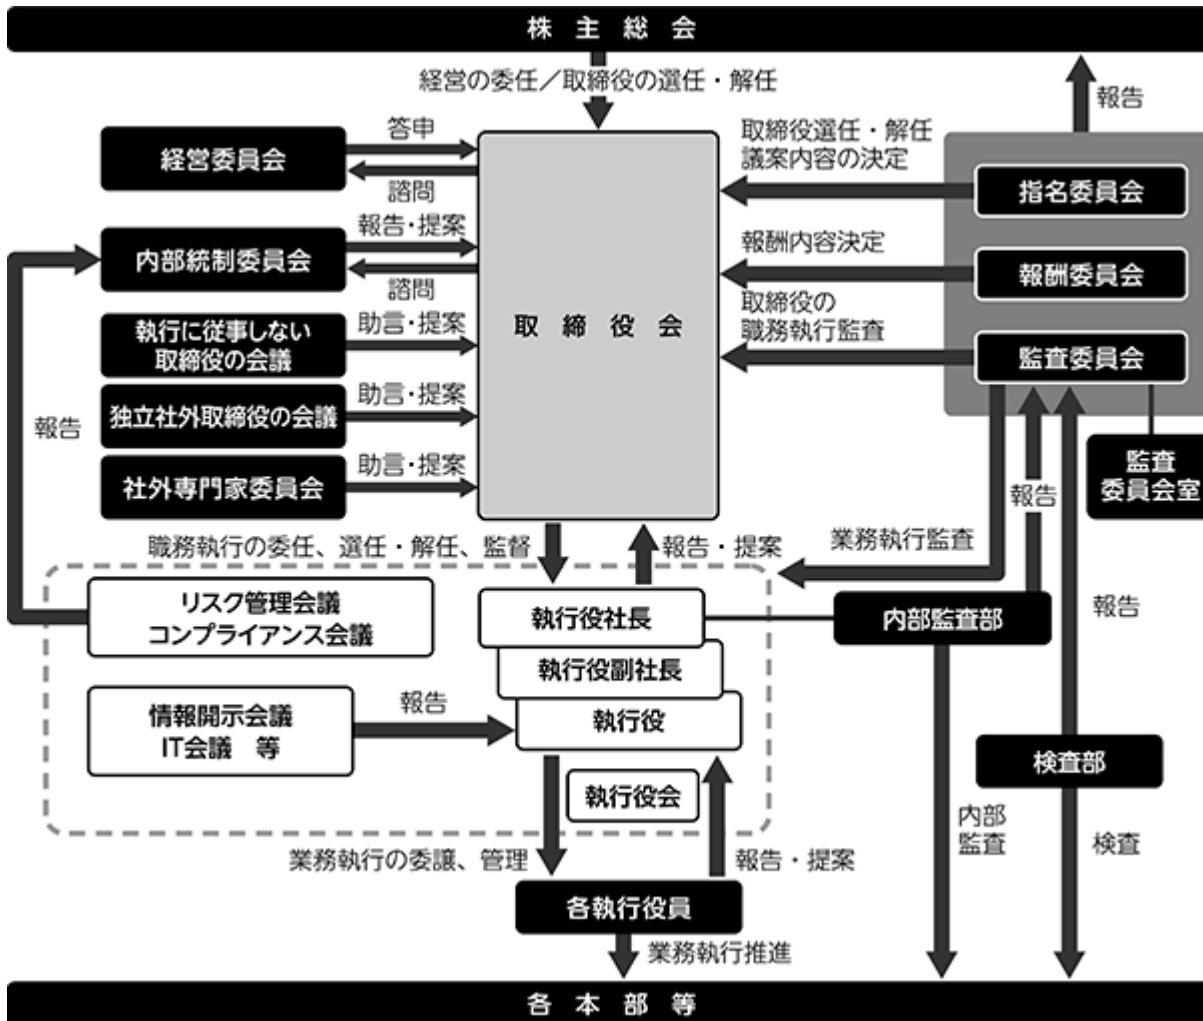 株主総会
経営の委任／取締役の選任・解任
報告
経営委員会
答申
諮問
取締役選任・解任
議案内容の決定
指名委員会
内部統制委員会
報告・提案
諮問
報酬内容決定
報酬委員会
取締役会
執行に従事しない
取締役の会議
助言・提案
取締役の
職務執行監査
監査委員会
独立社外取締役の会議
助言・提案
報告
社外専門家委員会
助言・提案
監査
委員会室
報告
職務執行の委任、選任・解任、監督
報告・提案
業務執行監査
リスク管理会議
コンプライアンス会議
執行役社長
内部監査部
報告
執行役副社長
情報開示会議
IT会議　等
報告
執行役
検査部
執行役会
内部
監査
検査
業務執行の委譲、管理
報告・提案
各執行役員
業務執行推進
各本部等